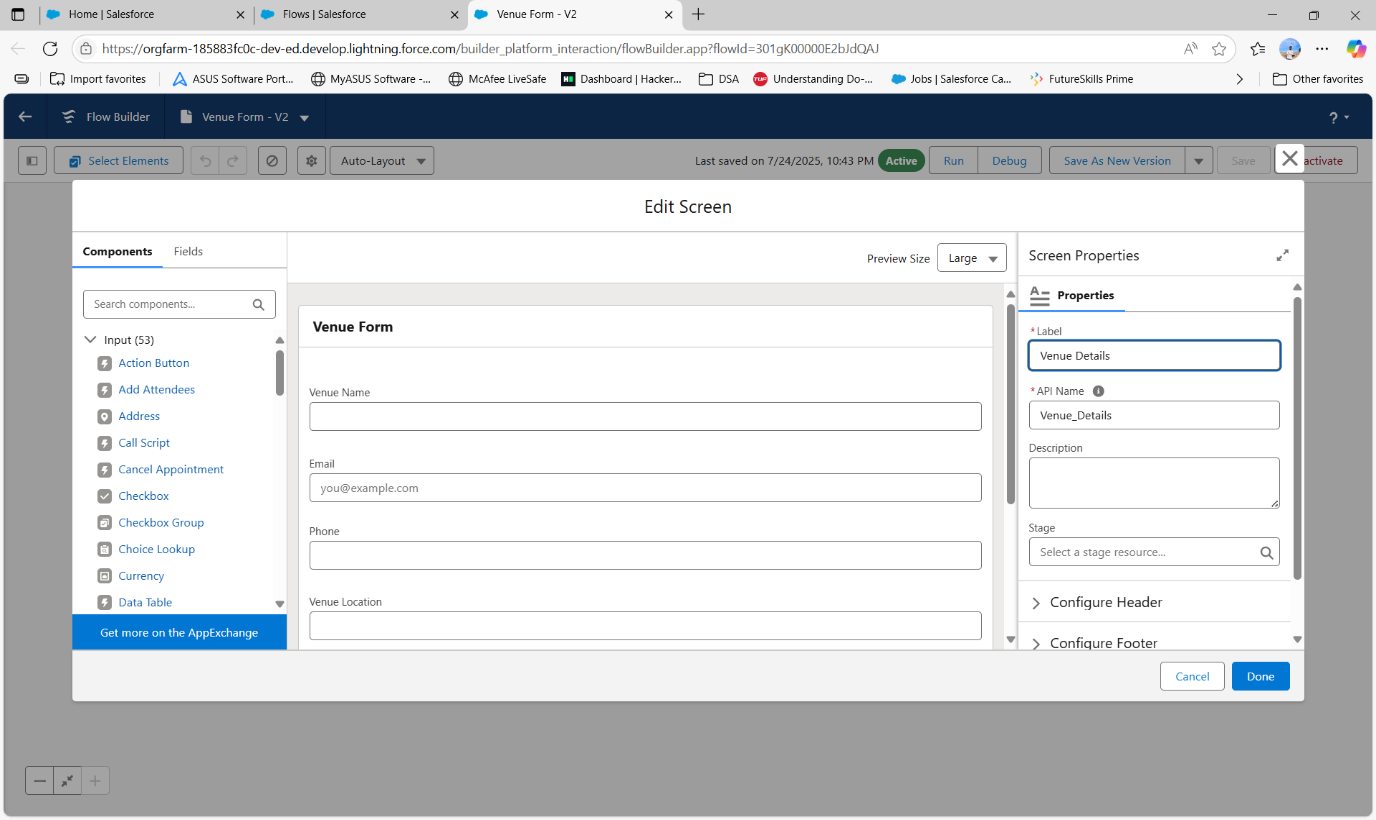 Home | Salesforce
Flows | Salesforce
Venue Form - V2
https://orgfarm-185883fc0c-dev-ed.develop.lightning.force.com/builder_platform_interaction/flowBuilder.app?flowId=301gK00000E2bJdQAJ
Import favorites
ASUS Software Port...
MyASUS Software -...
McAfee LiveSafe
Dashboard | Hacker...
DSA
Understanding Do-...
Jobs | Salesforce Ca...
FutureSkills Prime
Other favorites
Flow Builder
Venue Form - V2
?
Select Elements
Auto-Layout
Last saved on 7/24/2025, 10:43 PM
Active
Run
Debug
Save As New Version
Save
activate
Edit Screen
Components
Fields
Preview Size
Large
Screen Properties
Search components...
Input (53)
Action Button
Add Attendees
Address
Call Script
Cancel Appointment
Checkbox
Checkbox Group
Choice Lookup
Currency
Data Table
Get more on the AppExchange
Venue Form
Venue Name
Email
you@example.com
Phone
Venue Location
Properties
* Label
Venue Details
* API Name
Venue_Details
Description
Stage
Select a stage resource...
Configure Header
Configure Footer
Cancel
Done